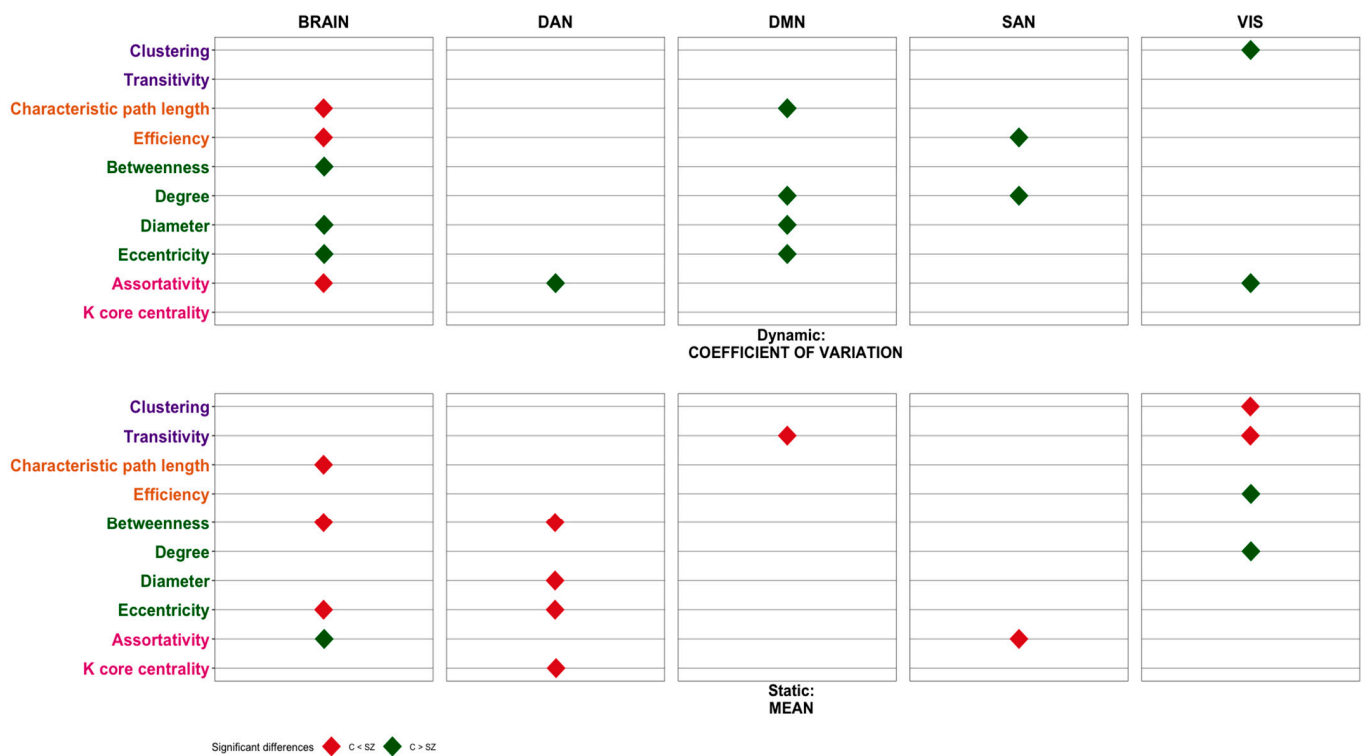 BRAIN DAN DMN SAN VIS
Clustering
Transitivity
Characteristic path length
Efficiency
Betweenness
Degree
Diameter
Eccentricity
Assortativity
K core centrality
Dynamic:
COEFFICIENT OF VARIATION
Clustering
Transitivity
Characteristic path length
Efficiency
Betweenness
Degree
Diameter
Eccentricity
Assortativity
K core centrality
Static:
MEAN
Significant differences C < SZ C > SZ